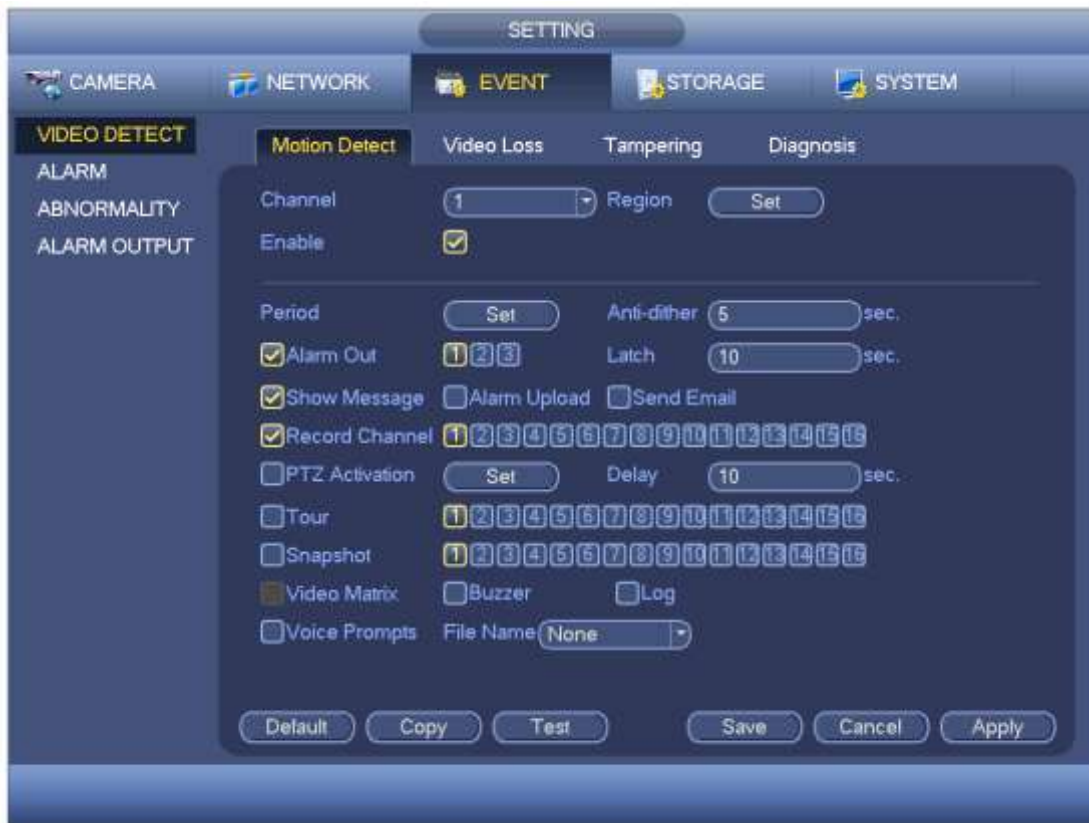 SETTING
CAMERA NETWORK EVENT STORAGE SYSTEM
VIDEO DETECT
ALARM
ABNORMALITY
ALARM OUTPUT
Motion Detect Video Loss Tampering Diagnosis
Channel 1 Region Set
Enable
Period Set Anti-dither 5 sec.
Alarm Out 1 2 3 Latch 10 sec.
Show Message Alarm Upload Send Email
Record Channel 1 2 3 4 5 6 7 8 9 10 11 12 13 14 15 16
PTZ Activation Set Delay 10 sec.
Tour 1 2 3 4 5 6 7 8 9 10 11 12 13 14 15 16
Snapshot 1 2 3 4 5 6 7 8 9 10 11 12 13 14 15 16
Video Matrix Buzzer Log
Voice Prompts File Name None
Default Copy Test Save Cancel Apply